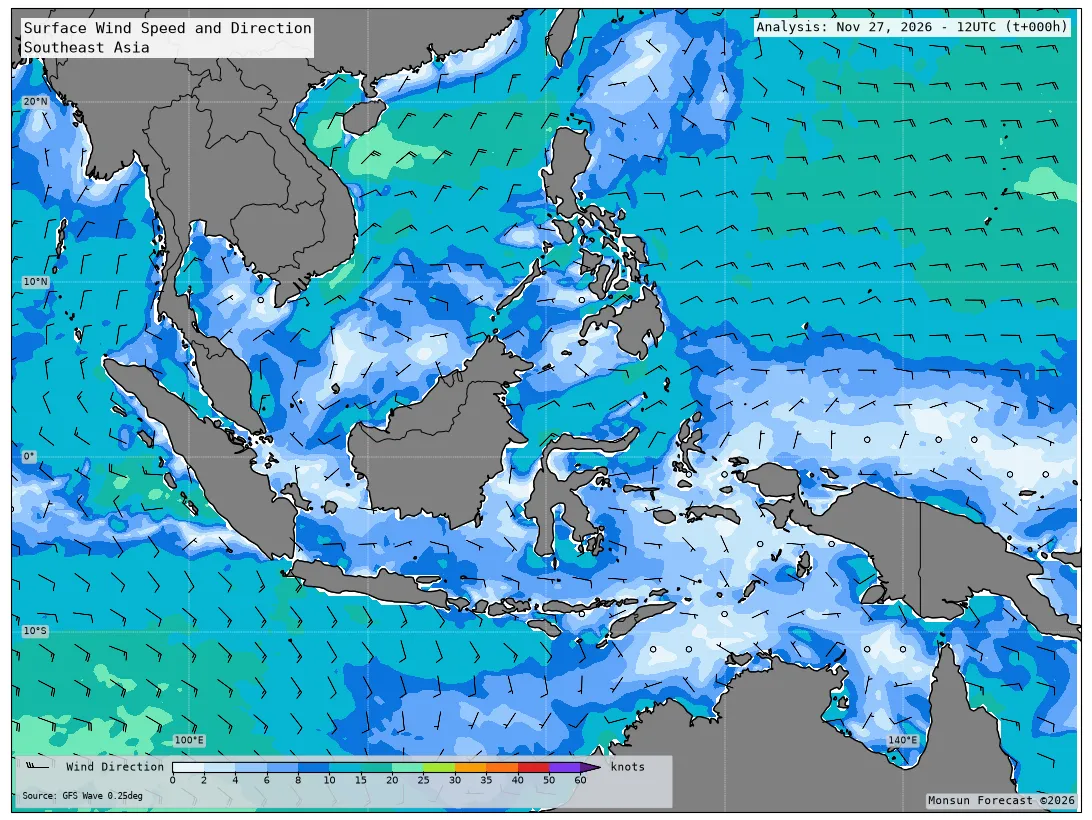 Surface Wind Speed and Direction
Southeast Asia
Analysis: Nov 27, 2026 - 12UTC (t+000h)
20°N
10°N
0°
10°S
100°E
140°E
Wind Direction
knots
0 2 4 6 8 10 15 20 25 30 35 40 50 60
Source: GFS Wave 0.25deg
Monsun Forecast ©2026